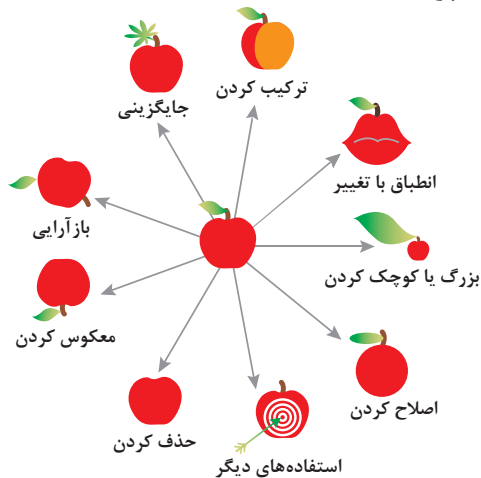 ترکیب کردن
جایگزینی
انطباق با تغییر
بازآرایی
بزرگ یا کوچک کردن
معکوس کردن
اصلاح کردن
حذف کردن
استفاده‌های دیگر